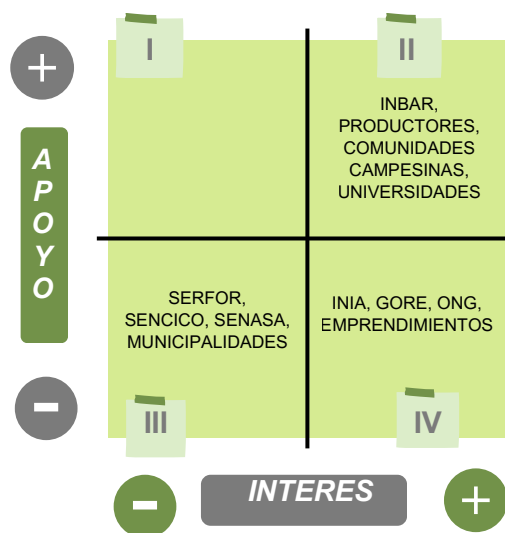 I
II
+
INBAR,
PRODUCTORES,
COMUNIDADES
CAMPESINAS,
UNIVERSIDADES
A
P
O
Y
O
SERFOR,
SENCICO, SENASA,
MUNICIPALIDADES
INIA, GORE, ONG,
EMPRENDIMIENTOS
-
III
IV
-
INTERES
+